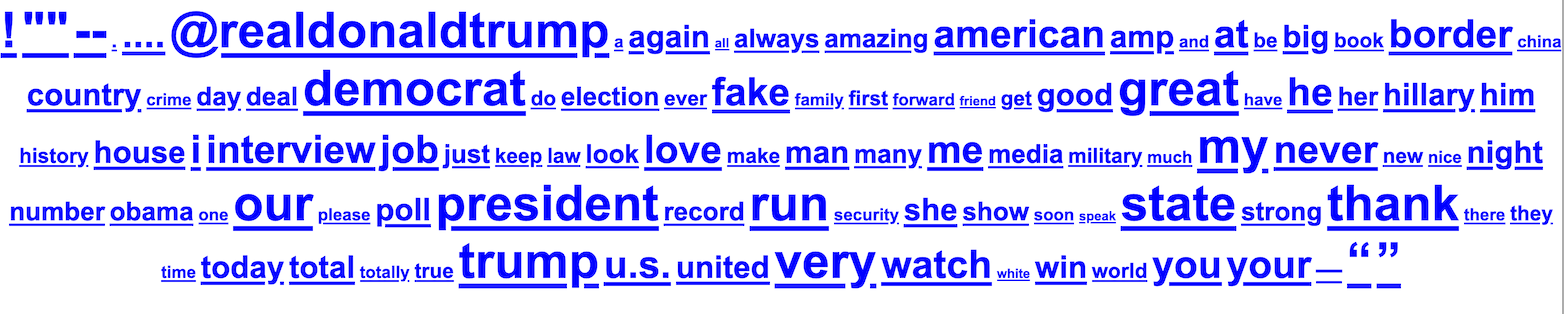 ! "" -- . .... @realdonaldtrump a again all always amazing american amp and at be big book border china
country crime day deal democrat do election ever fake family first forward friend get good great have he her hillary him
history house i interview job just keep law look love make man many me media military much my never new nice night
number obama one our please poll president record run security she show soon speak state strong thank there they
time today total totally true trump u.s. united very watch white win world you your — “ ”